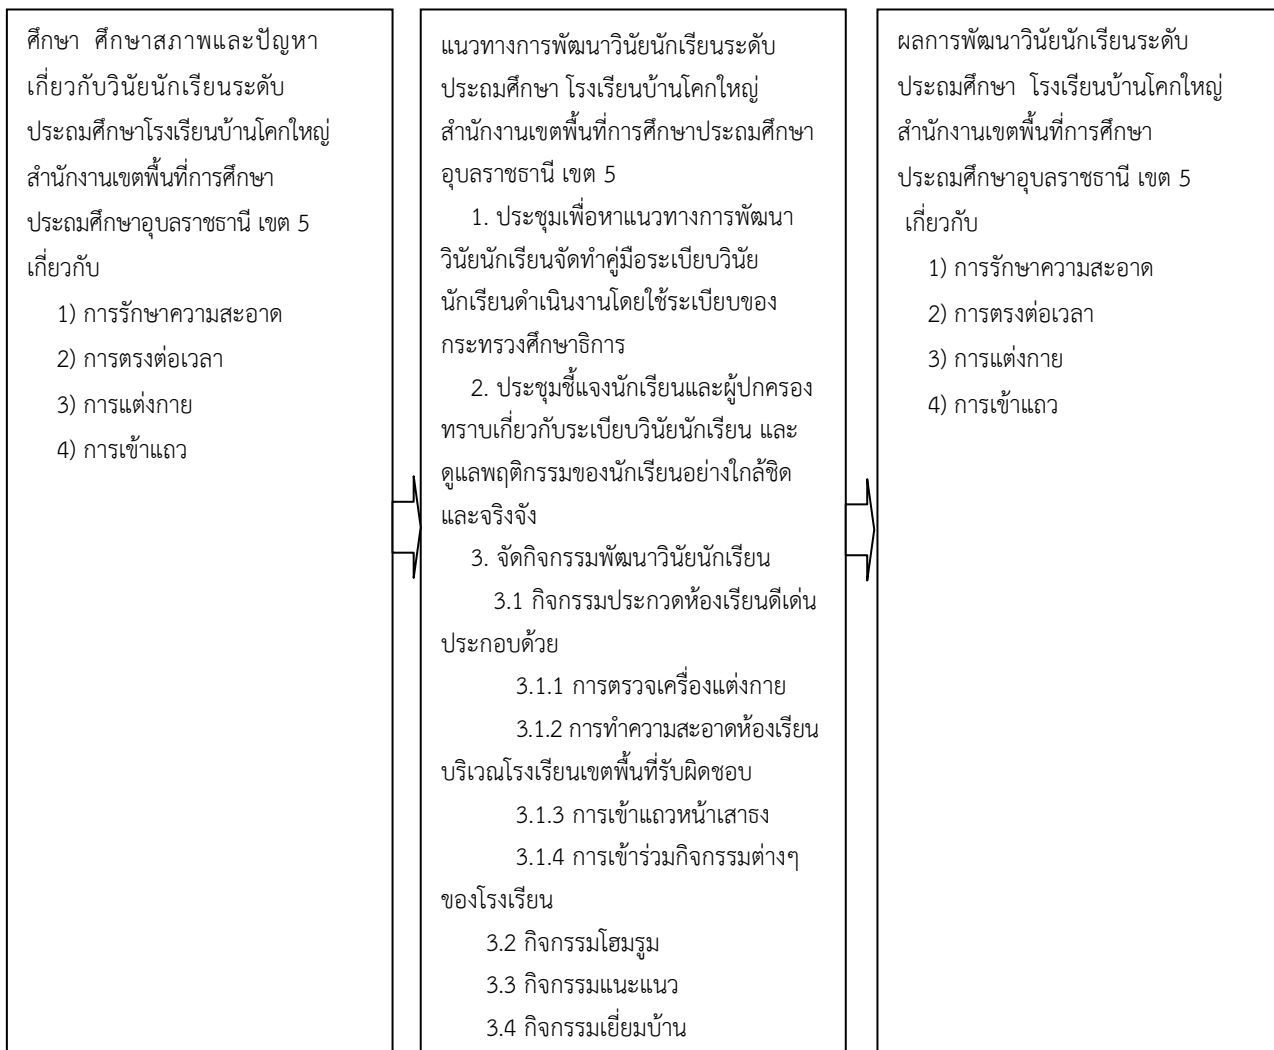 ศึกษา ศึกษาสภาพและปัญหา
เกี่ยวกับวินัยนักเรียนระดับ
ประถมศึกษาโรงเรียนบ้านโคกใหญ่
สำนักงานเขตพื้นที่การศึกษา
ประถมศึกษาอุบลราชธานี เขต 5
เกี่ยวกับ
1) การรักษาความสะอาด
2) การตรงต่อเวลา
3) การแต่งกาย
4) การเข้าแถว
แนวทางการพัฒนาวินัยนักเรียนระดับ
ประถมศึกษา โรงเรียนบ้านโคกใหญ่
สำนักงานเขตพื้นที่การศึกษาประถมศึกษา
อุบลราชธานี เขต 5
1. ประชุมเพื่อหาแนวทางการพัฒนา
วินัยนักเรียนจัดทำคู่มือระเบียบวินัย
นักเรียนดำเนินงานโดยใช้ระเบียบของ
กระทรวงศึกษาธิการ
2. ประชุมชี้แจงนักเรียนและผู้ปกครอง
ทราบเกี่ยวกับระเบียบวินัยนักเรียน และ
ดูแลพฤติกรรมของนักเรียนอย่างใกล้ชิด
และจริงจัง
3. จัดกิจกรรมพัฒนาวินัยนักเรียน
3.1 กิจกรรมประกวดห้องเรียนดีเด่น
ประกอบด้วย
3.1.1 การตรวจเครื่องแต่งกาย
3.1.2 การทำความสะอาดห้องเรียน
บริเวณโรงเรียนเขตพื้นที่รับผิดชอบ
3.1.3 การเข้าแถวหน้าเสาธง
3.1.4 การเข้าร่วมกิจกรรมต่างๆ
ของโรงเรียน
3.2 กิจกรรมโฮมรูม
3.3 กิจกรรมแนะแนว
3.4 กิจกรรมเยี่ยมบ้าน
ผลการพัฒนาวินัยนักเรียนระดับ
ประถมศึกษา โรงเรียนบ้านโคกใหญ่
สำนักงานเขตพื้นที่การศึกษา
ประถมศึกษาอุบลราชธานี เขต 5
เกี่ยวกับ
1) การรักษาความสะอาด
2) การตรงต่อเวลา
3) การแต่งกาย
4) การเข้าแถว